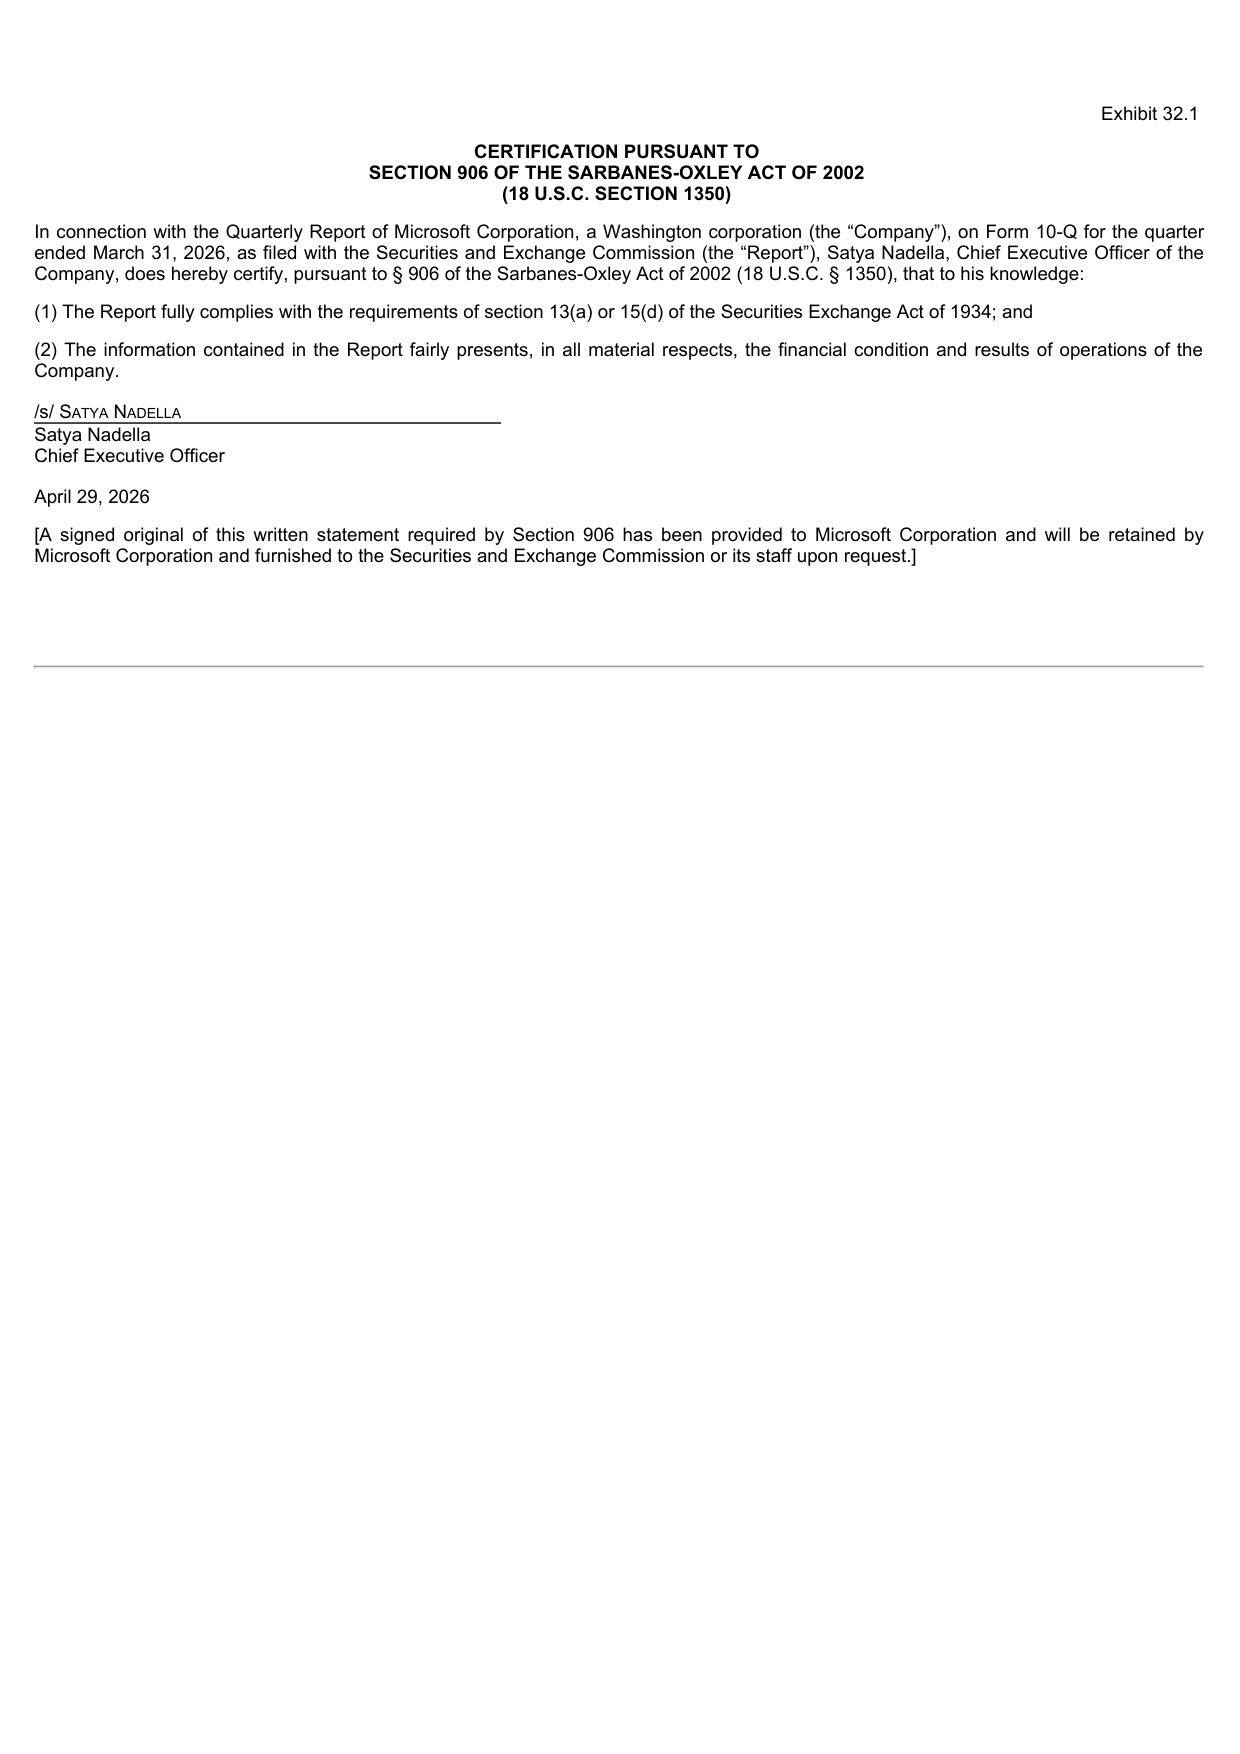 Exhibit 32.1
CERTIFICATION PURSUANT TO
SECTION 906 OF THE SARBANES-OXLEY ACT OF 2002
(18 U.S.C. SECTION 1350)
In connection with the Quarterly Report of Microsoft Corporation, a Washington corporation (the “Company”), on Form 10-Q for the quarter
ended March 31, 2026, as filed with the Securities and Exchange Commission (the “Report”), Satya Nadella, Chief Executive Officer of the
Company, does hereby certify, pursuant to § 906 of the Sarbanes-Oxley Act of 2002 (18 U.S.C. § 1350), that to his knowledge:
(1) The Report fully complies with the requirements of section 13(a) or 15(d) of the Securities Exchange Act of 1934; and
(2) The information contained in the Report fairly presents, in all material respects, the financial condition and results of operations of the
Company.
/s/ SATYA NADELLA
Satya Nadella
Chief Executive Officer
April 29, 2026
[A signed original of this written statement required by Section 906 has been provided to Microsoft Corporation and will be retained by
Microsoft Corporation and furnished to the Securities and Exchange Commission or its staff upon request.]